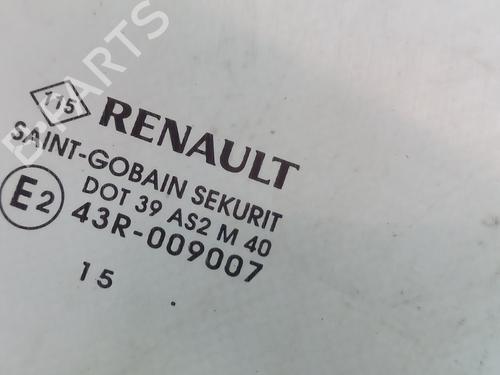 115 RENAULT
SAINT-GOBAIN SEKURIT
E2 DOT 39 AS2 M 40
43R-009007
15